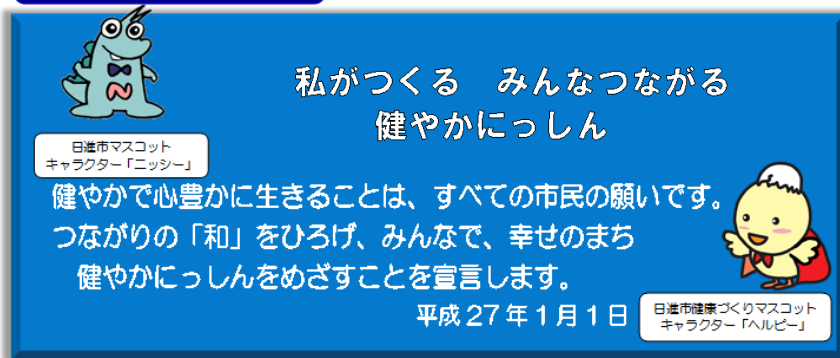 私がつくる　みんなつながる
健やかにっしん
日進市マスコット
キャラクター「ニッシー」
健やかで心豊かに生きることは、すべての市民の願いです。
つながりの「和」をひろげ、みんなで、幸せのまち
健やかにっしんをめざすことを宣言します。
平成27年1月1日
日進市健康づくりマスコット
キャラクター「ヘルピー」